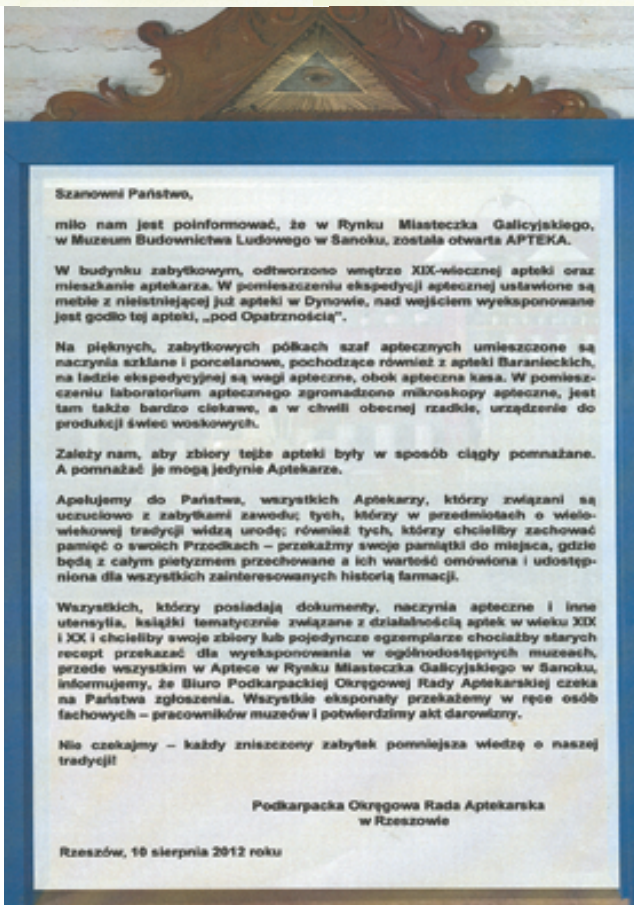 Szanowni Państwo,
miło nam jest poinformować, że w Rynku Miasteczka Galicyjskiego,
w Muzeum Budownictwa Ludowego w Sanoku, została otwarta APTEKA.
W budynku zabytkowym, odtworzono wnętrze XIX-wiecznej apteki oraz
mieszkanie aptekarza. W pomieszczeniu ekspedycji aptecznej ustawione są
meble z nieistniejącej już apteki w Dynowie, nad wejściem wyeksponowane
jest godło tej apteki, „pod Opatrznością”.
Na pięknych, zabytkowych półkach szaf aptecznych umieszczone są
naczynia szklane i porcelanowe, pochodzące również z apteki Baranieckich,
na ladzie ekspedycyjnej są wagi apteczne, obok apteczna kasa. W pomiesz-
czeniu laboratorium aptecznego zgromadzono mikroskopy apteczne, jest
tam także bardzo ciekawe, a w chwili obecnej rzadkie, urządzenie do
produkcji świec woskowych.
Zależy nam, aby zbiory tejże apteki były w sposób ciągły pomnażane.
A pomnażać je mogą jedynie Aptekarze.
Apelujemy do Państwa, wszystkich Aptekarzy, którzy związani są
uczuciowo z zabytkami zawodu; tych, którzy w przedmiotach o wielo-
wiekowej tradycji widzą urodę; również tych, którzy chcieliby zachować
pamięć o swoich Przodkach – przekażmy swoje pamiątki do miejsca, gdzie
będą z całym pietyzmem przechowane a ich wartość omówiona i udostęp-
niona dla wszystkich zainteresowanych historią farmacji.
Wszystkich, którzy posiadają dokumenty, naczynia apteczne i inne
utensylia, książki tematycznie związane z działalnością aptek w wieku XIX
i XX i chcieliby swoje zbiory lub pojedyncze egzemplarze chociażby starych
recept przekazać dla wyeksponowania w ogólnodostępnych muzeach,
przede wszystkim w Aptece w Rynku Miasteczka Galicyjskiego w Sanoku,
informujemy, że Biuro Podkarpackiej Okręgowej Rady Aptekarskiej czeka
na Państwa zgłoszenia. Wszystkie eksponaty przekażemy w ręce osób
fachowych – pracowników muzeów i potwierdzimy akt darowizny.
Nie czekajmy – każdy zniszczony zabytek pomniejsza wiedzę o naszej
tradycji!
Podkarpacka Okręgowa Rada Aptekarska
w Rzeszowie
Rzeszów, 10 sierpnia 2012 roku